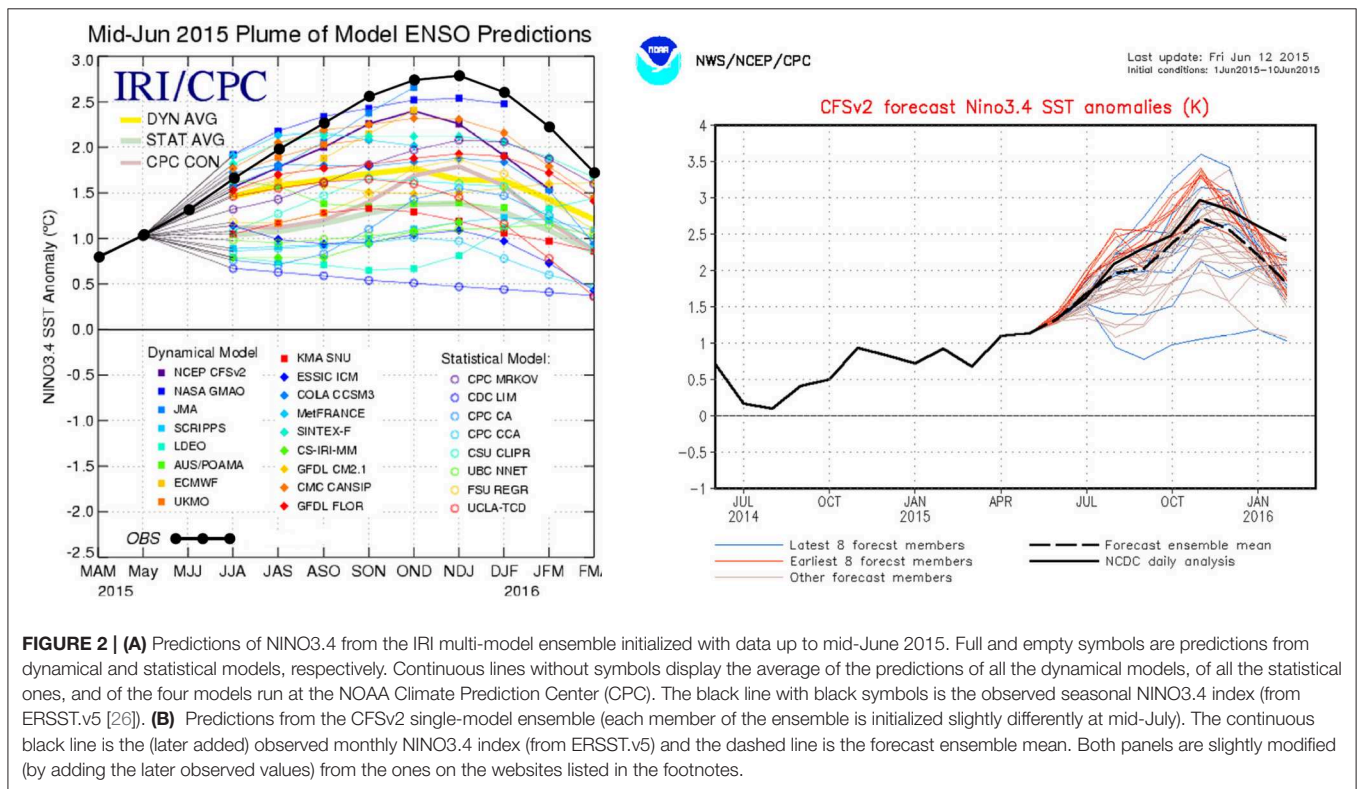 Mid-Jun 2015 Plume of Model ENSO Predictions
IRI/CPC
DYN AVG
STAT AVG
CPC CON
NINO3.4 SST Anomaly (ºC)
3.0
2.5
2.0
1.5
1.0
0.5
0.0
-0.5
-1.0
-1.5
-2.0
-2.5
Dynamical Model
NCEP CFSv2
NASA GMAO
JMA
SCRIPPS
LDEO
AUS/POAMA
ECMWF
UKMO
KMA SNU
ESSIC ICM
COLA CCSM3
MetFRANCE
SINTEX-F
CS-IRI-MM
GFDL CM2.1
CMC CANSIP
GFDL FLOR
Statistical Model:
CPC MRKOV
CDC LIM
CPC CA
CPC CCA
CSU CLIPR
UBC NNET
FSU REGR
UCLA-TCD
OBS
MAM May MJJ JJA JAS ASO SON OND NDJ DJF JFM FMA
2015 2016
NOAA
NWS/NCEP/CPC
Last update: Fri Jun 12 2015
Initial conditions: 1Jun2015-10Jun2015
CFSv2 forecast Nino3.4 SST anomalies (K)
4
3.5
3
2.5
2
1.5
1
0.5
0
-0.5
-1
JUL OCT JAN APR JUL OCT JAN
2014 2015 2016
Latest 8 forecst members
Earliest 8 forecst members
Other forecast members
Forecast ensemble mean
NCDC daily analysis
FIGURE 2 | (A) Predictions of NINO3.4 from the IRI multi-model ensemble initialized with data up to mid-June 2015. Full and empty symbols are predictions from
dynamical and statistical models, respectively. Continuous lines without symbols display the average of the predictions of all the dynamical models, of all the statistical
ones, and of the four models run at the NOAA Climate Prediction Center (CPC). The black line with black symbols is the observed seasonal NINO3.4 index (from
ERSST.v5 [26]). (B) Predictions from the CFSv2 single-model ensemble (each member of the ensemble is initialized slightly differently at mid-July). The continuous
black line is the (later added) observed monthly NINO3.4 index (from ERSST.v5) and the dashed line is the forecast ensemble mean. Both panels are slightly modified
(by adding the later observed values) from the ones on the websites listed in the footnotes.